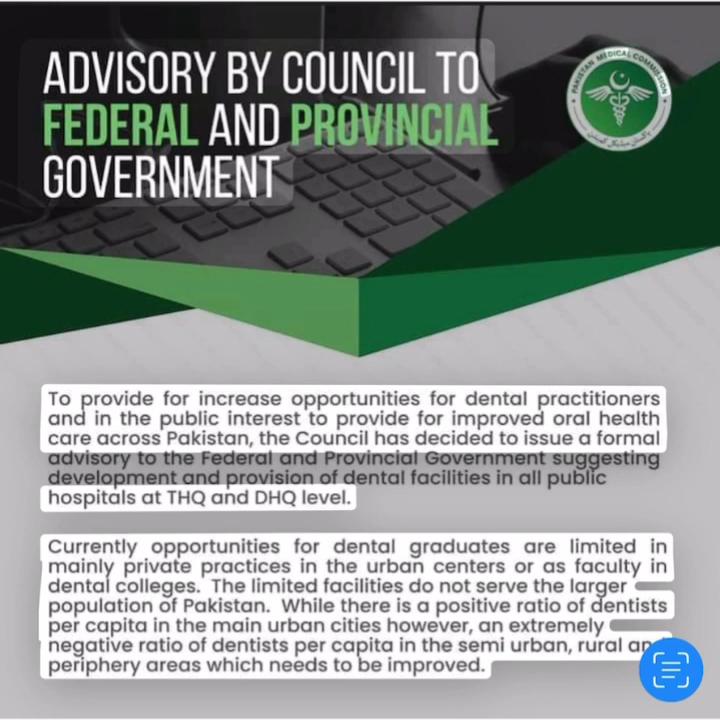 ADVISORY BY COUNCIL TO
FEDERAL AND PROVINCIAL
GOVERNMENT
PAKISTAN MEDICAL COMMISSION
پاکستان میڈیکل کمیشن
To provide for increase opportunities for dental practitioners
and in the public interest to provide for improved oral health
care across Pakistan, the Council has decided to issue a formal
advisory to the Federal and Provincial Government suggesting
development and provision of dental facilities in all public
hospitals at THQ and DHQ level.
Currently opportunities for dental graduates are limited in
mainly private practices in the urban centers or as faculty in
dental colleges. The limited facilities do not serve the larger
population of Pakistan. While there is a positive ratio of dentists
per capita in the main urban cities however, an extremely
negative ratio of dentists per capita in the semi urban, rural and
periphery areas which needs to be improved.